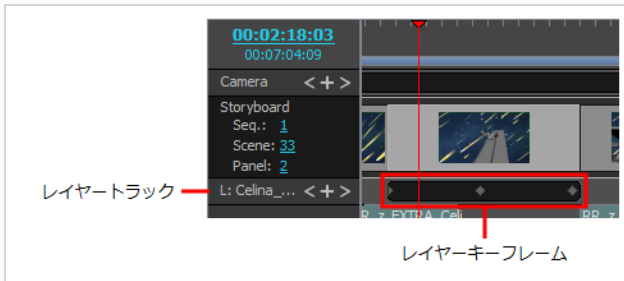 00:02:18:03
00:07:04:09
Camera < + >
Storyboard
Seq.: 1
Scene: 33
Panel: 2
レイヤートラック
L: Celina_... < + >
EXTRA_Celi
RR_z
レイヤーキーフレーム